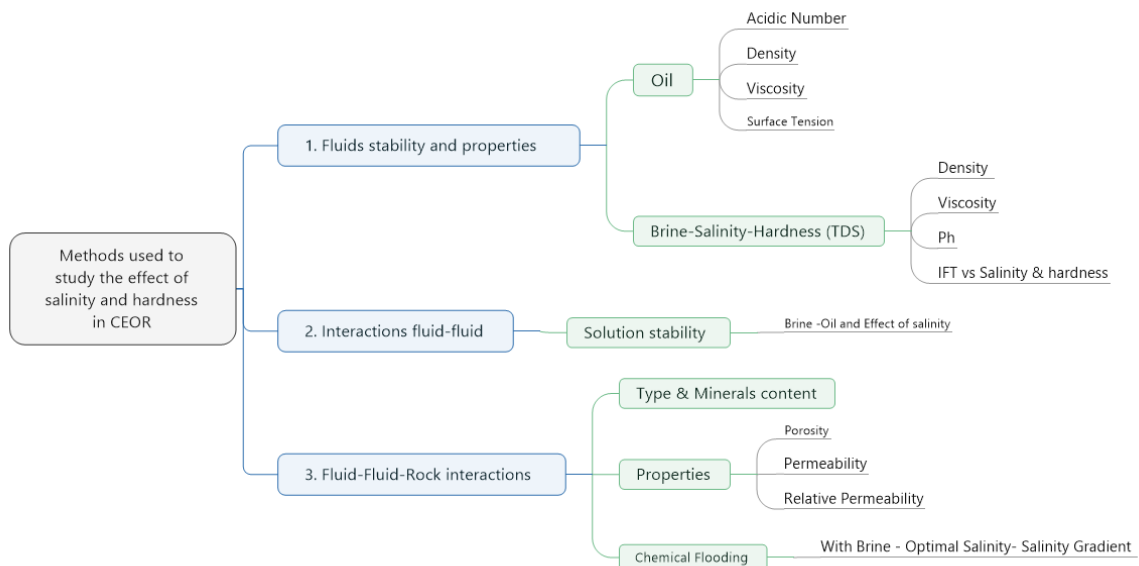 Methods used to
study the effect of
salinity and hardness
in CEOR
1. Fluids stability and properties
Oil
Acidic Number
Density
Viscosity
Surface Tension
Brine-Salinity-Hardness (TDS)
Density
Viscosity
Ph
IFT vs Salinity & hardness
2. Interactions fluid-fluid
Solution stability
Brine -Oil and Effect of salinity
3. Fluid-Fluid-Rock interactions
Type & Minerals content
Properties
Porosity
Permeability
Relative Permeability
Chemical Flooding
With Brine - Optimal Salinity- Salinity Gradient